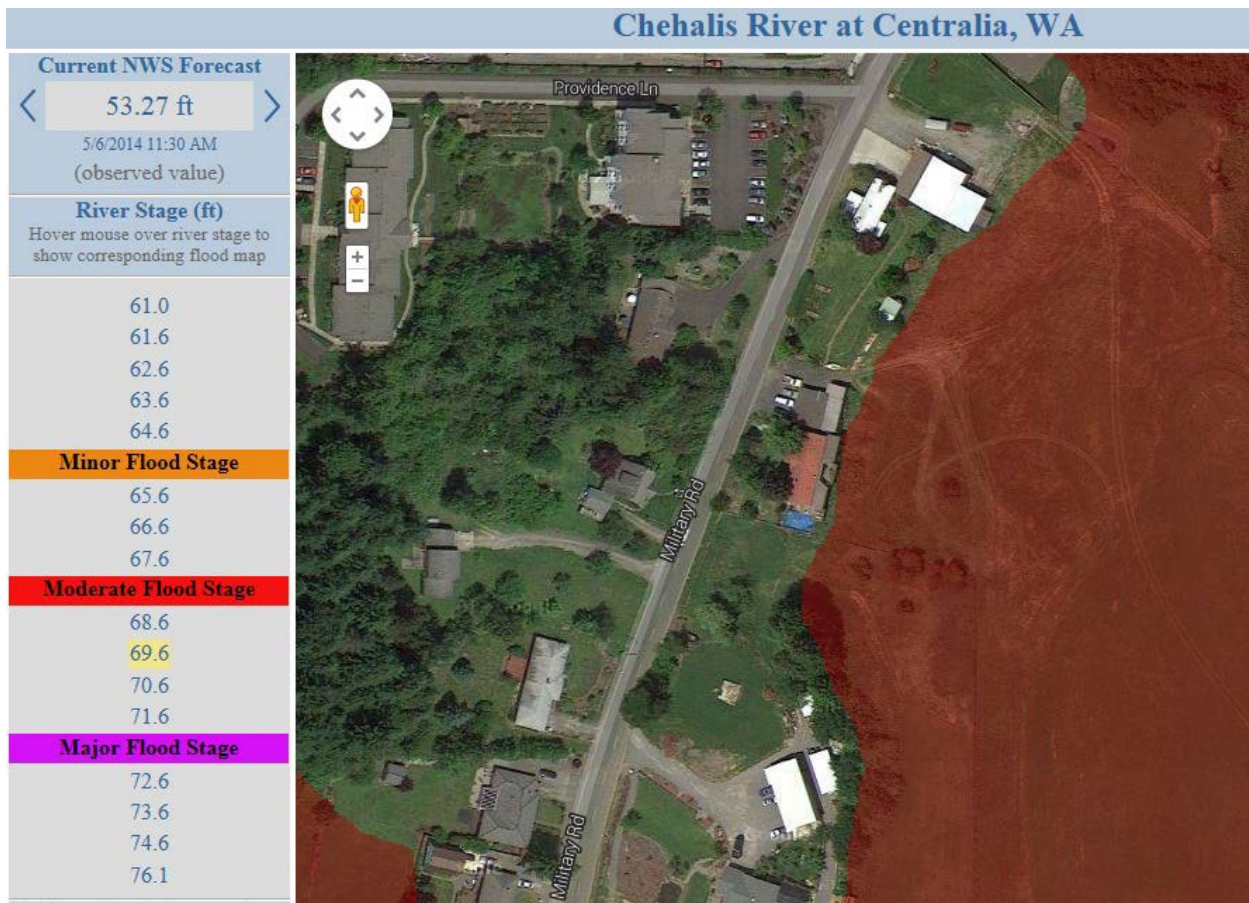 Chehalis River at Centralia, WA
Current NWS Forecast
53.27 ft
5/6/2014 11:30 AM
(observed value)
River Stage (ft)
Hover mouse over river stage to
show corresponding flood map
61.0
61.6
62.6
63.6
64.6
Minor Flood Stage
65.6
66.6
67.6
Moderate Flood Stage
68.6
69.6
70.6
71.6
Major Flood Stage
72.6
73.6
74.6
76.1
Providence Ln
Military Rd
Military Rd